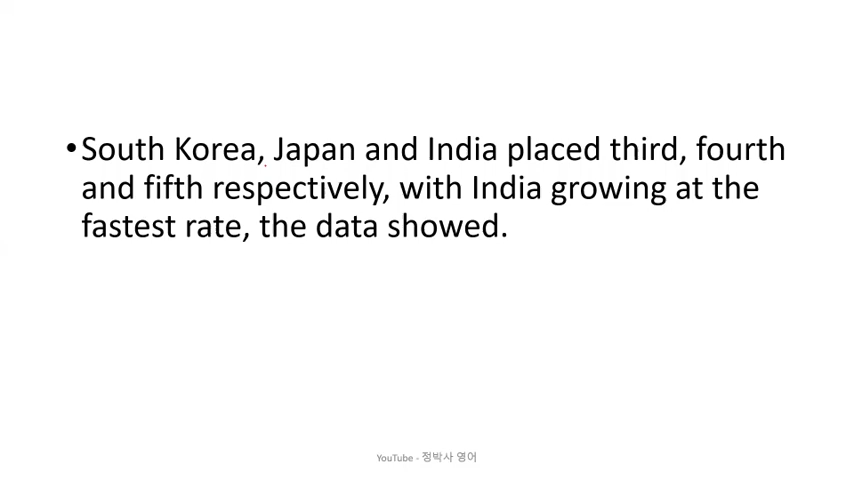 •South Korea, Japan and India placed third, fourth
and fifth respectively, with India growing at the
fastest rate, the data showed.
YouTube - 정박사 영어